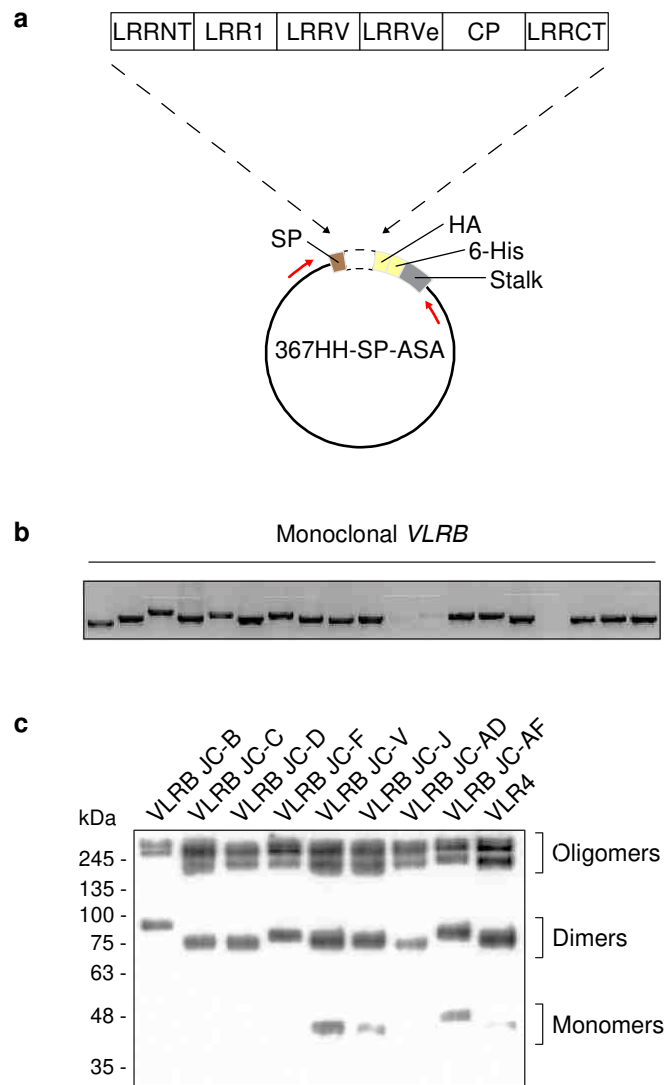 a
LRRNT LRR1 LRRV LRRVe CP LRRCT
SP
HA
6-His
Stalk
367HH-SP-ASA
b
Monoclonal VLRB
c
VLRB JC-B
VLRB JC-C
VLRB JC-D
VLRB JC-F
VLRB JC-V
VLRB JC-J
VLRB JC-AD
VLRB JC-AF
VLR4
kDa
245 -
135 -
100 -
75 -
63 -
48 -
35 -
Oligomers
Dimers
Monomers